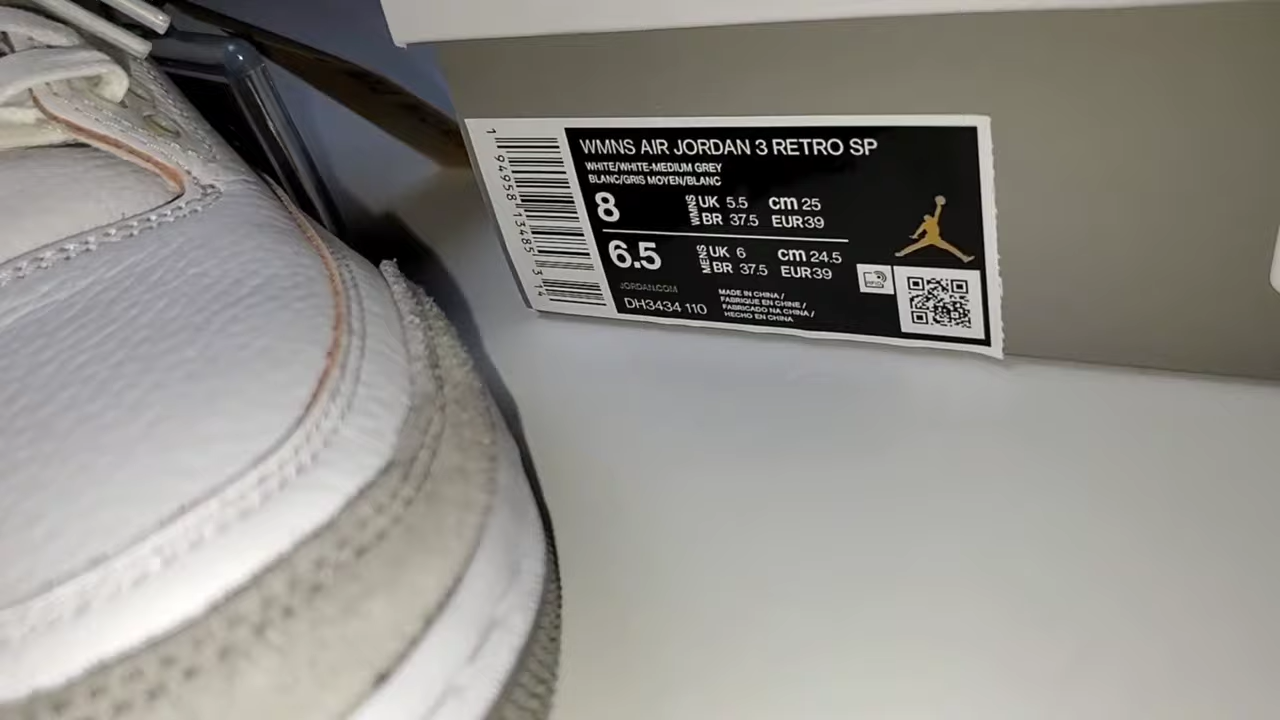 WMNS AIR JORDAN 3 RETRO SP
WHITE/WHITE-MEDIUM GREY
BLANC/GRIS MOYEN/BLANC
8 WMNS UK 5.5 cm 25
BR 37.5 EUR39
6.5 MENS UK 6 cm 24.5
BR 37.5 EUR39
JORDAN.COM
DH3434 110
MADE IN CHINA /
FABRIQUE EN CHINE /
FABRICADO NA CHINA /
HECHO EN CHINA
RFID
1 94958 13485 3 14